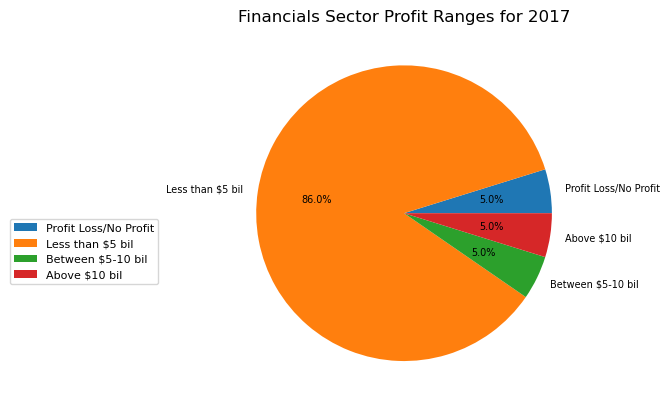 Financials Sector Profit Ranges for 2017
Less than $5 bil
86.0%
5.0%
Profit Loss/No Profit
5.0%
Above $10 bil
5.0%
Between $5-10 bil
Profit Loss/No Profit
Less than $5 bil
Between $5-10 bil
Above $10 bil